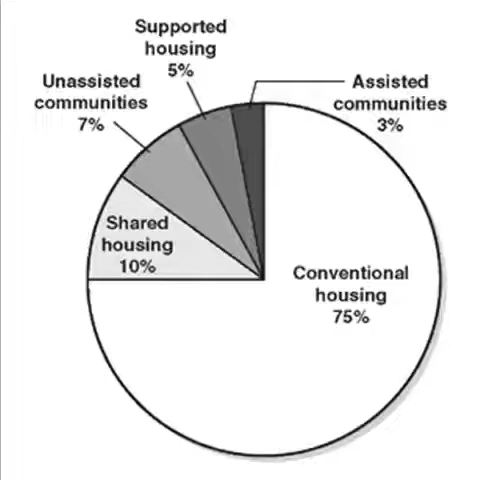 Supported
housing
5%
Unassisted
communities
7%
Assisted
communities
3%
Shared
housing
10%
Conventional
housing
75%